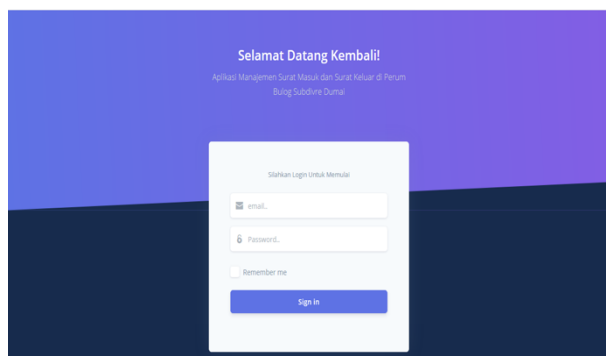 Selamat Datang Kembali!
Aplikasi Manajemen Surat Masuk dan Surat Keluar di Perum
Bulog Subdivre Dumai
Silahkan Login Untuk Memulai
email..
Password..
Remember me
Sign in